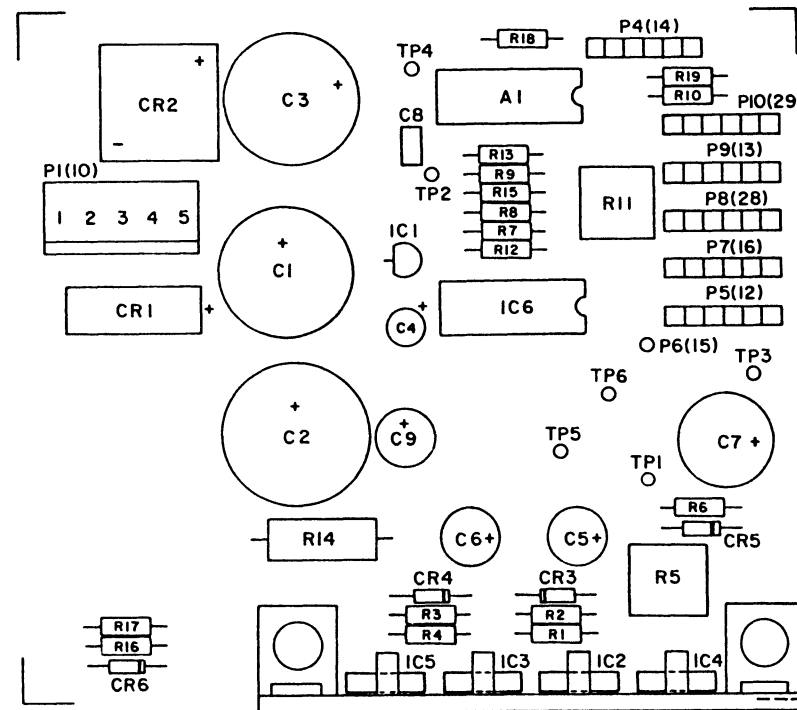 P4(14)
R18
TP4
R19
R10
CR2
+
-
C3
+
A1
P10(29
C8
R13
P9(13)
P1(10)
TP2
R9
R15
R11
P8(28)
1 2 3 4 5
R8
R7
R12
IC1
P7(16)
C1
+
P5(12)
CR1
+
C4
+
IC6
P6(15)
TP3
TP6
C2
+
C9
+
TP5
C7+
TP1
R6
CR5
R14
C6+
C5+
CR4
CR3
R5
R3
R2
R4
R1
R17
R16
CR6
IC5
IC3
IC2
IC4